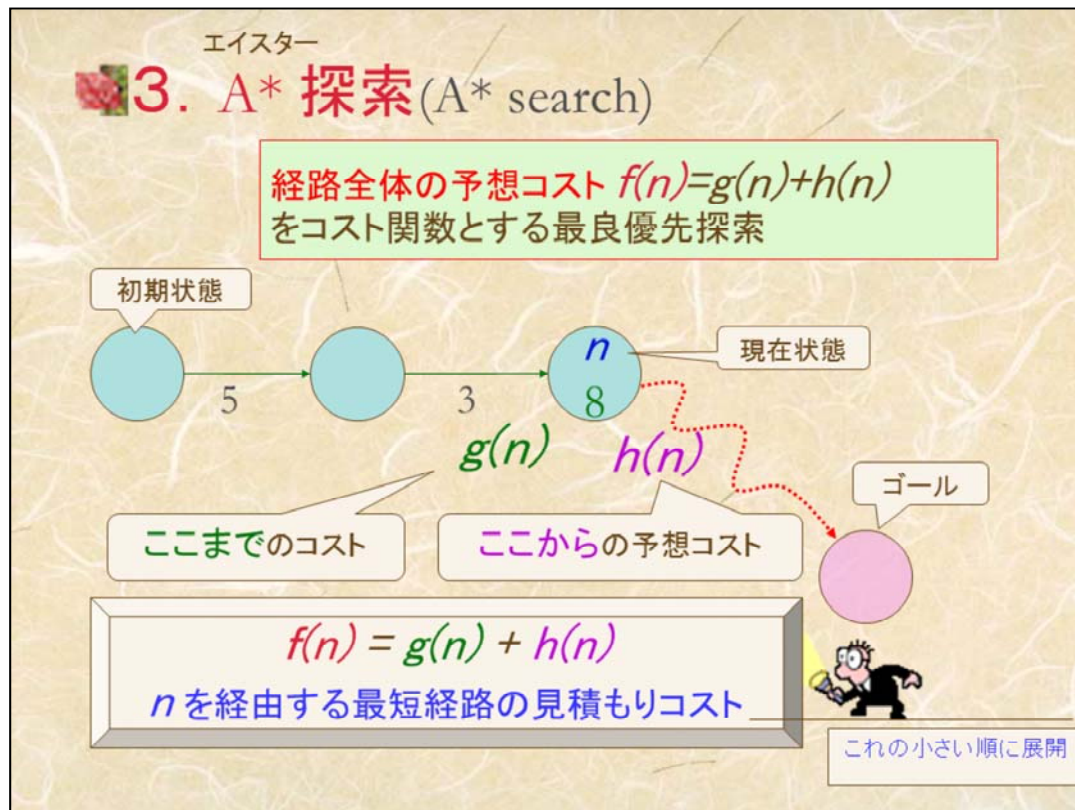 エイスター
3. A* 探索(A* search)
経路全体の予想コスト f(n)=g(n)+h(n)
をコスト関数とする最良優先探索
初期状態
n
現在状態
5
3
8
g(n)
h(n)
ゴール
ここまでのコスト
ここからの予想コスト
f(n) = g(n) + h(n)
nを経由する最短経路の見積もりコスト
これの小さい順に展開